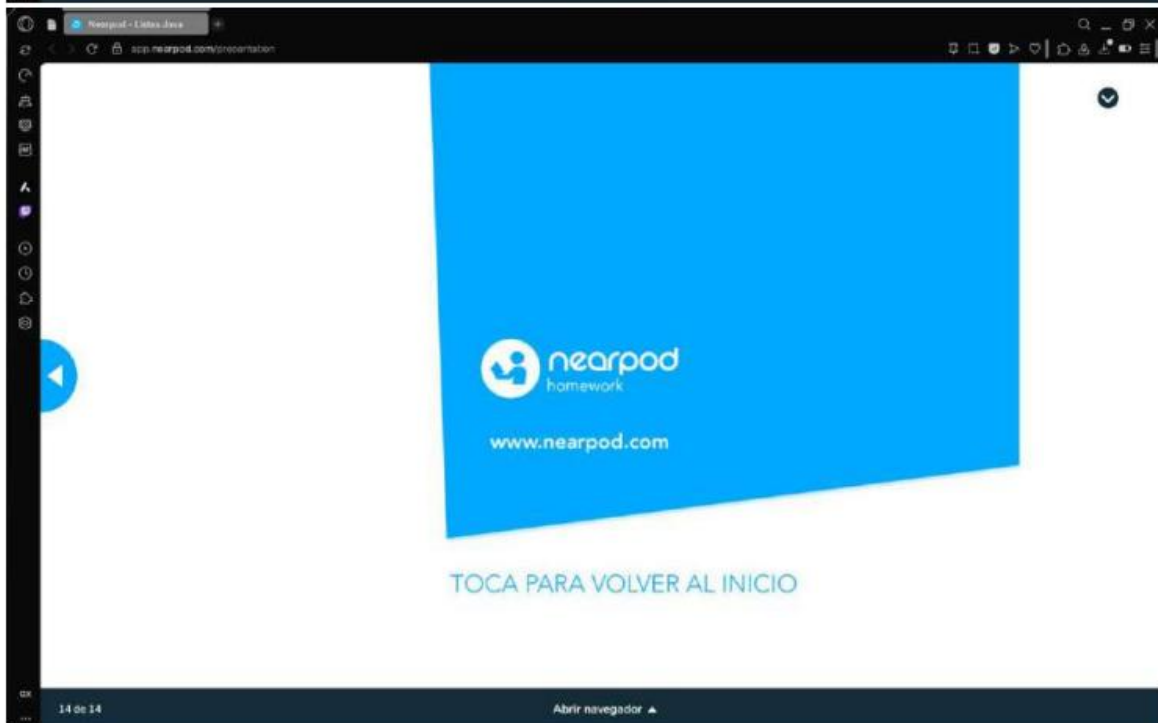 Nearpod - Listas Java
app.nearpod.com/presentation
nearpod
homework
www.nearpod.com
TOCA PARA VOLVER AL INICIO
14 de 14
Abrir navegador